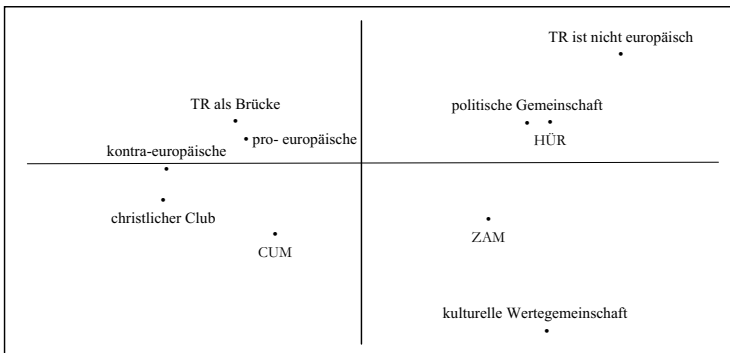 TR ist nicht europäisch
TR als Brücke
politische Gemeinschaft
pro- europäische
HÜR
kontra-europäische
christlicher Club
CUM
ZAM
kulturelle Wertegemeinschaft